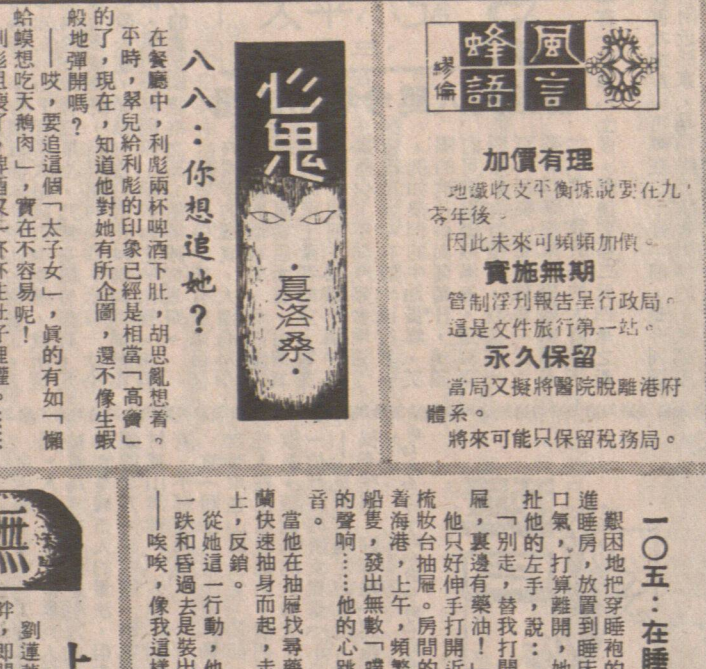 風言
蜂語
繆倫
加價有理
地鐵收支平衡據說要在九
零年後。
因此未來可頻頻加價。
實施無期
管制淫刊報告呈行政局。
這是文件旅行第一站。
永久保留
當局又擬將醫院脫離港府
體系。
將來可能只保留稅務局。
心鬼
·夏洛桑·
八八：你想追她？
在餐廳中，利彪兩杯啤酒下肚，胡思亂想着。
平時，翠兒給利彪的印象已經是相當「高竇」
的了，現在，知道他對她有所企圖，還不像生蝦
般地彈開嗎？
——哎，要追這個「太子女」，眞的有如「懶
蛤蟆想吃天鵝肉」，實在不容易呢！
一〇五：在睡
艱困地把穿睡袍的
進睡房，放置到睡床
口氣，打算離開，她
扯他的左手，說：
「別走，替我打開
屜，裏邊有藥油！」
他只好伸手打開近
梳妝台抽屜。房間的
着海港，上午，頻繁
船隻，發出無數「噗
的聲响……他的心跳
音。
當他在抽屜找尋藥
蘭快速抽身而起，走
上，反鎖。
從她這一行動，他
一跌和昏過去是裝出
——唉唉，像我這樣
無
上
劉蓮